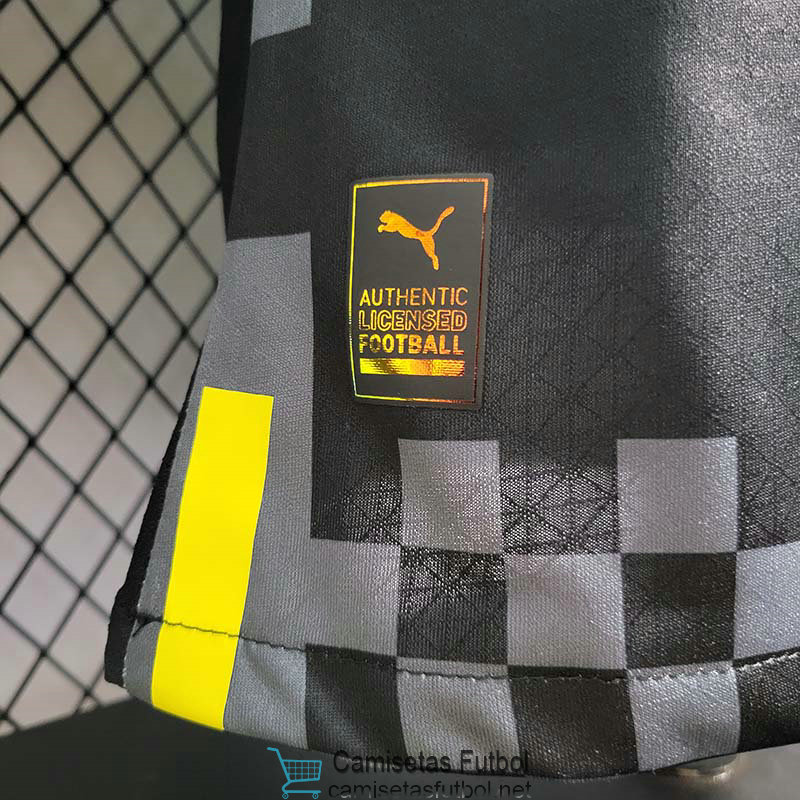 AUTHENTIC
LICENSED
FOOTBALL
Camisetas Futbol
camisetasfutbol.net